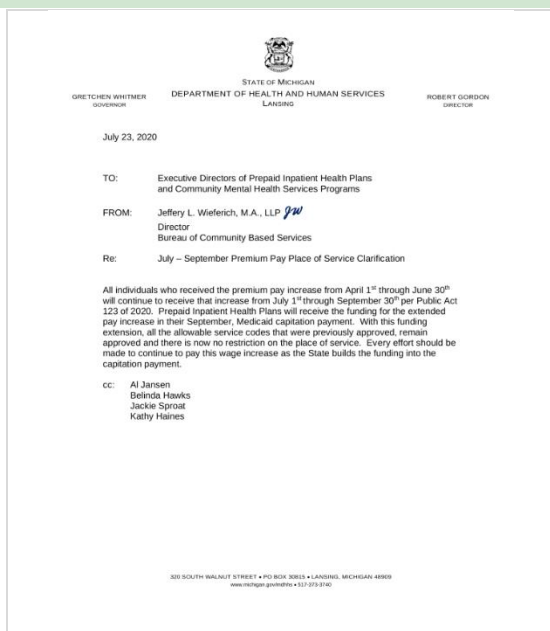 STATE OF MICHIGAN
GRETCHEN WHITMER
GOVERNOR
DEPARTMENT OF HEALTH AND HUMAN SERVICES
LANSING
ROBERT GORDON
DIRECTOR
July 23, 2020
TO: Executive Directors of Prepaid Inpatient Health Plans
and Community Mental Health Services Programs
FROM: Jeffery L. Wieferich, M.A., LLP JW
Director
Bureau of Community Based Services
Re: July – September Premium Pay Place of Service Clarification
All individuals who received the premium pay increase from April 1st through June 30th
will continue to receive that increase from July 1st through September 30th per Public Act
123 of 2020. Prepaid Inpatient Health Plans will receive the funding for the extended
pay increase in their September, Medicaid capitation payment. With this funding
extension, all the allowable service codes that were previously approved, remain
approved and there is now no restriction on the place of service. Every effort should be
made to continue to pay this wage increase as the State builds the funding into the
capitation payment.
cc: Al Jansen
Belinda Hawks
Jackie Sproat
Kathy Haines
320 SOUTH WALNUT STREET • PO BOX 30815 • LANSING, MICHIGAN 48909
www.michigan.gov/mdhhs • 517-373-3740